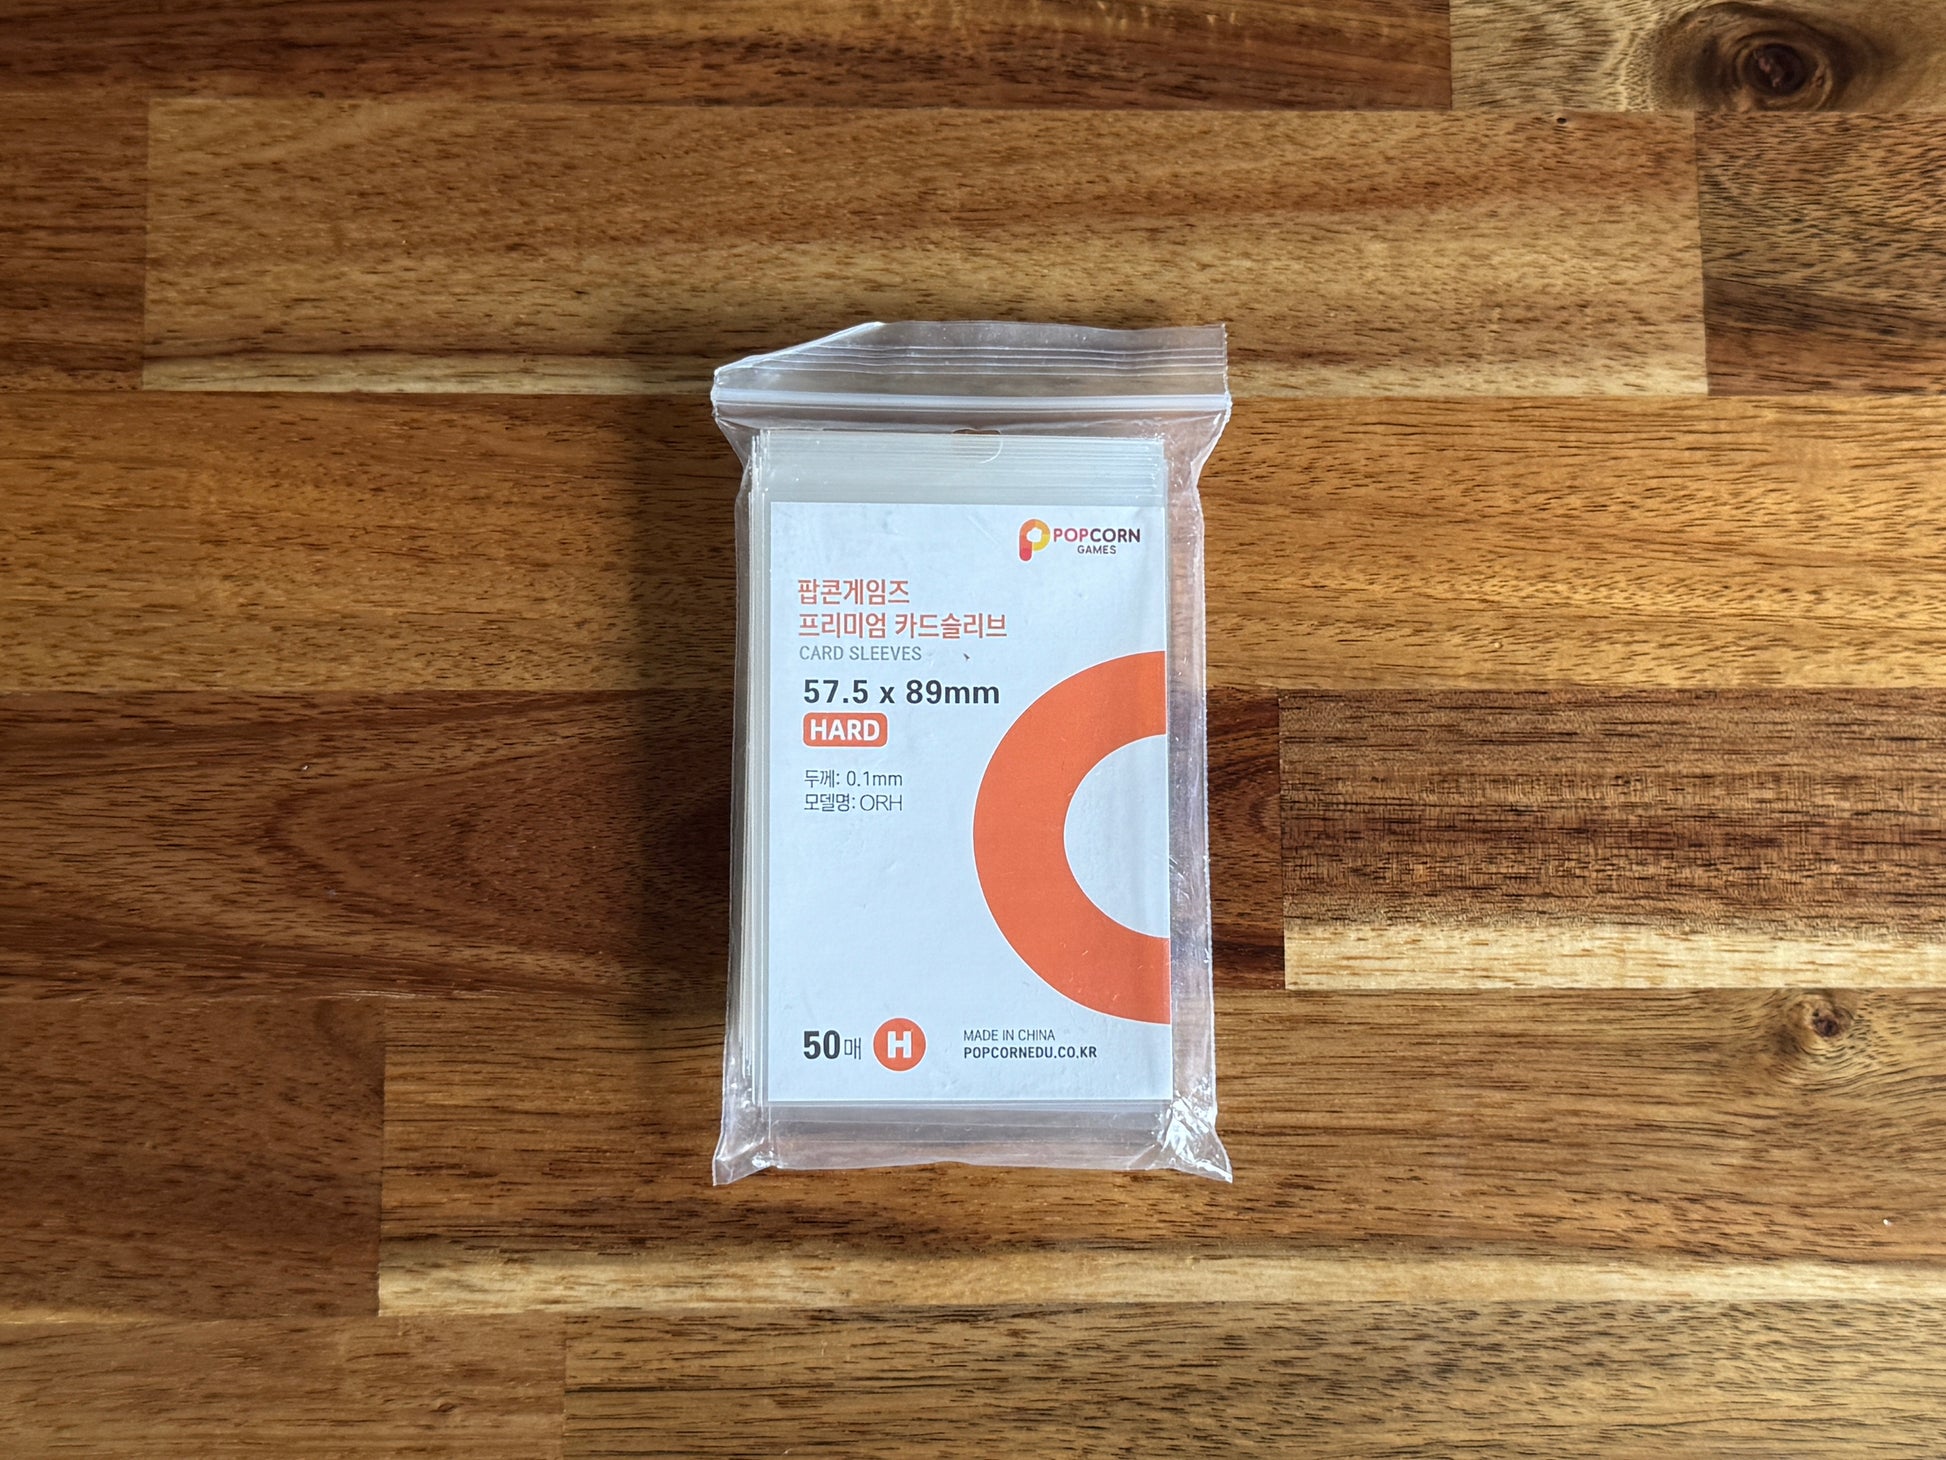 POPCORN
GAMES
팝콘게임즈
프리미엄 카드슬리브
CARD SLEEVES
57.5 x 89mm
HARD
두께: 0.1mm
모델명: ORH
50매 H
MADE IN CHINA
POPCORNEDU.CO.KR